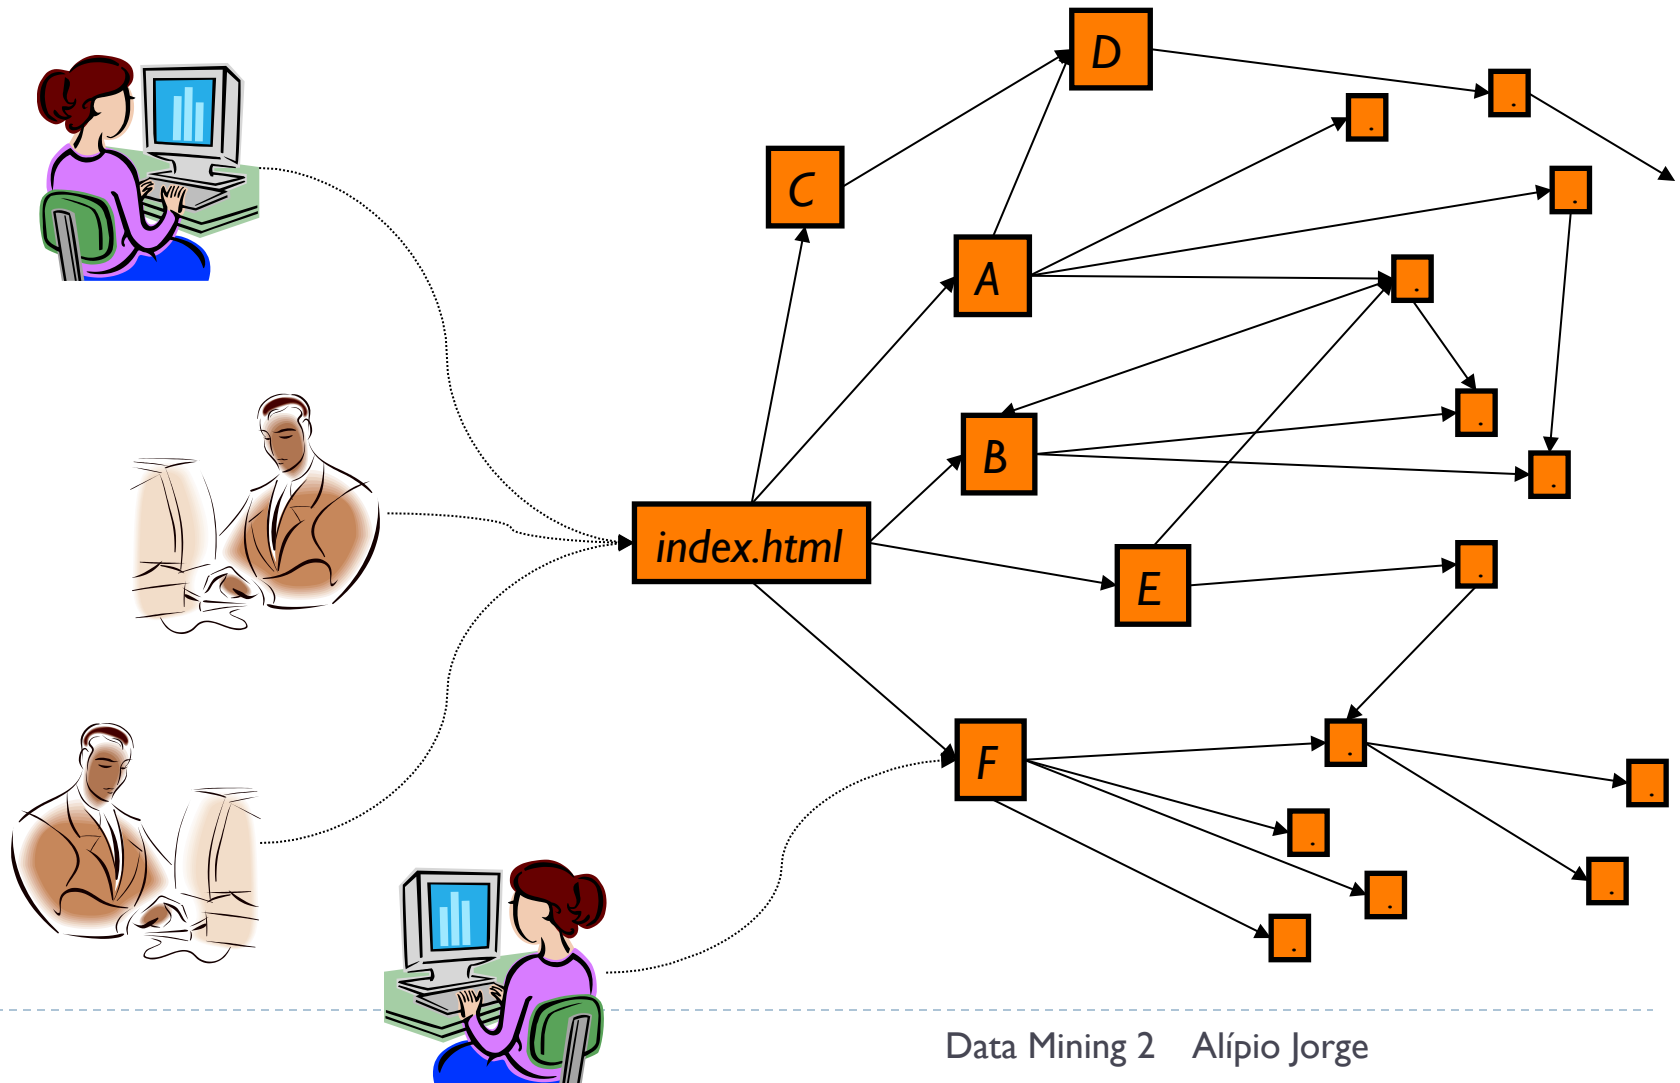 D
.
.
C
.
A
.
.
B
.
index.html
.
E
F
.
.
.
.
.
.
Data Mining 2 Alípio Jorge